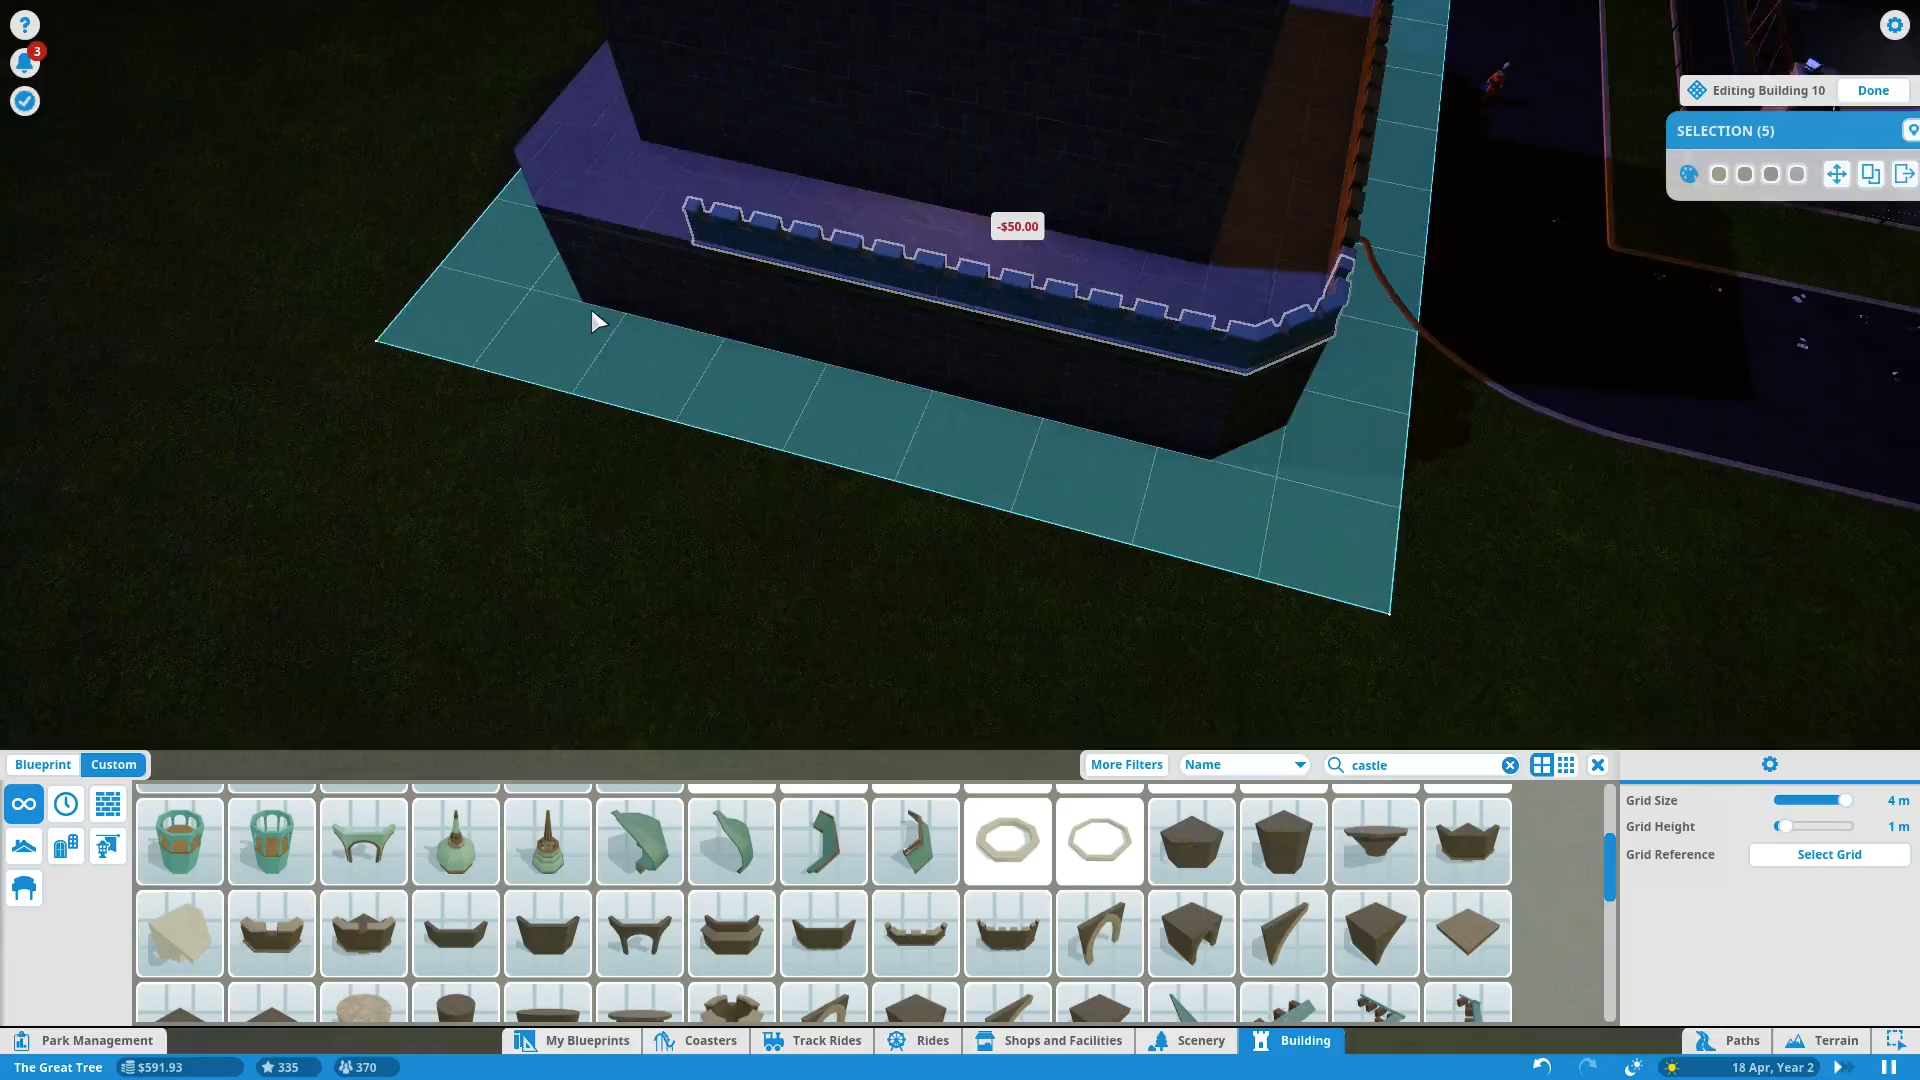 ?
3
Editing Building 10 Done
SELECTION (5)
-$50.00
Blueprint Custom
More Filters Name castle
Grid Size 4 m
Grid Height 1 m
Grid Reference Select Grid
Park Management My Blueprints Coasters Track Rides Rides Shops and Facilities Scenery Building Paths Terrain
The Great Tree $591.93 335 370 18 Apr, Year 2